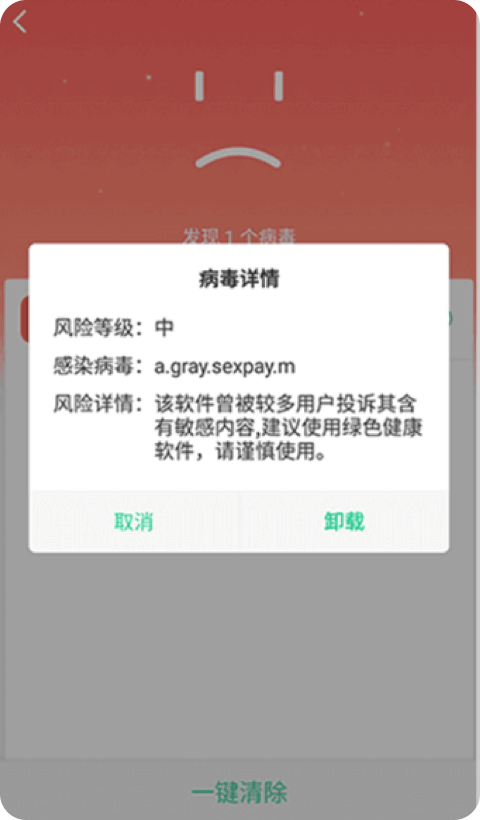 发现 1 个病毒
病毒详情
风险等级：中
感染病毒：a.gray.sexpay.m
风险详情：该软件曾被较多用户投诉其含
有敏感内容,建议使用绿色健康
软件，请谨慎使用。
取消
卸载
一键清除